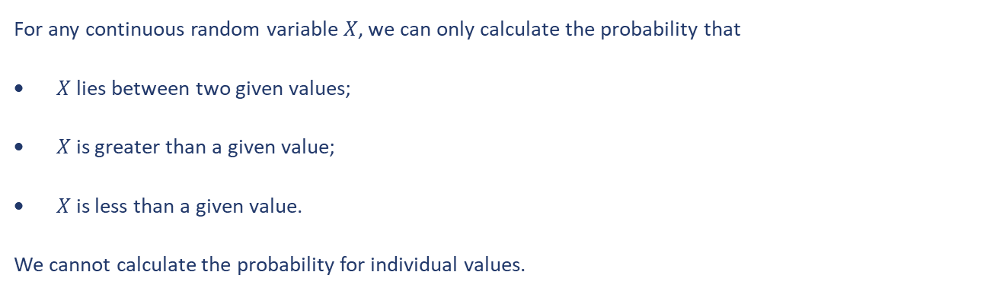 For any continuous random variable X, we can only calculate the probability that
• X lies between two given values;
• X is greater than a given value;
• X is less than a given value.
We cannot calculate the probability for individual values.